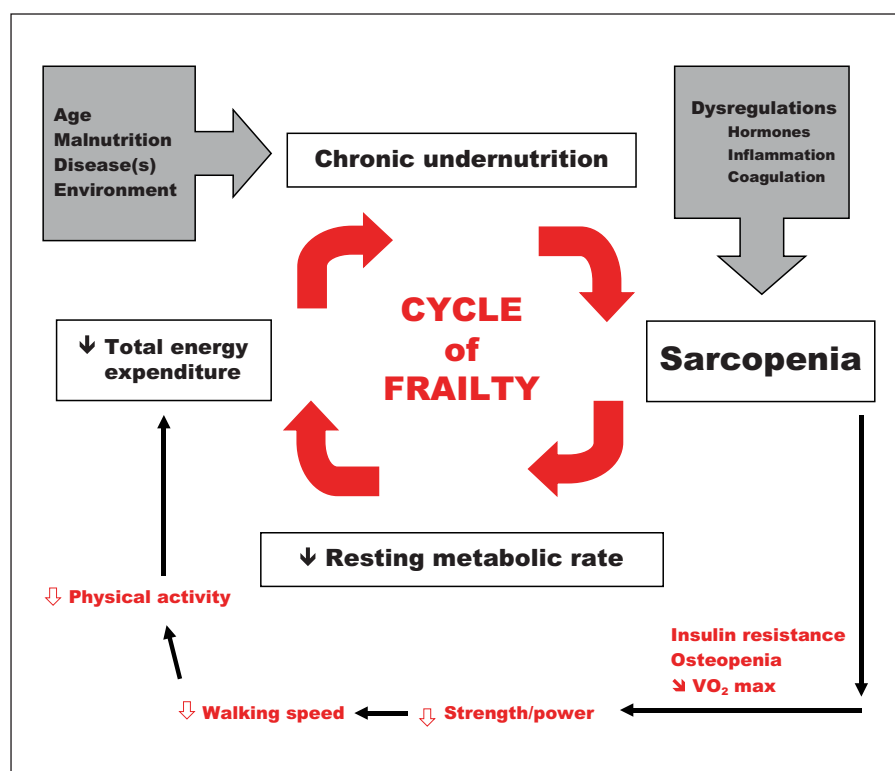 Age
Malnutrition
Disease(s)
Environment
Chronic undernutrition
Dysregulations
Hormones
Inflammation
Coagulation
CYCLE
of
FRAILTY
↓ Total energy
expenditure
Sarcopenia
↓ Resting metabolic rate
⇩ Physical activity
Insulin resistance
Osteopenia
↘ VO₂ max
⇩ Walking speed
⇩ Strength/power